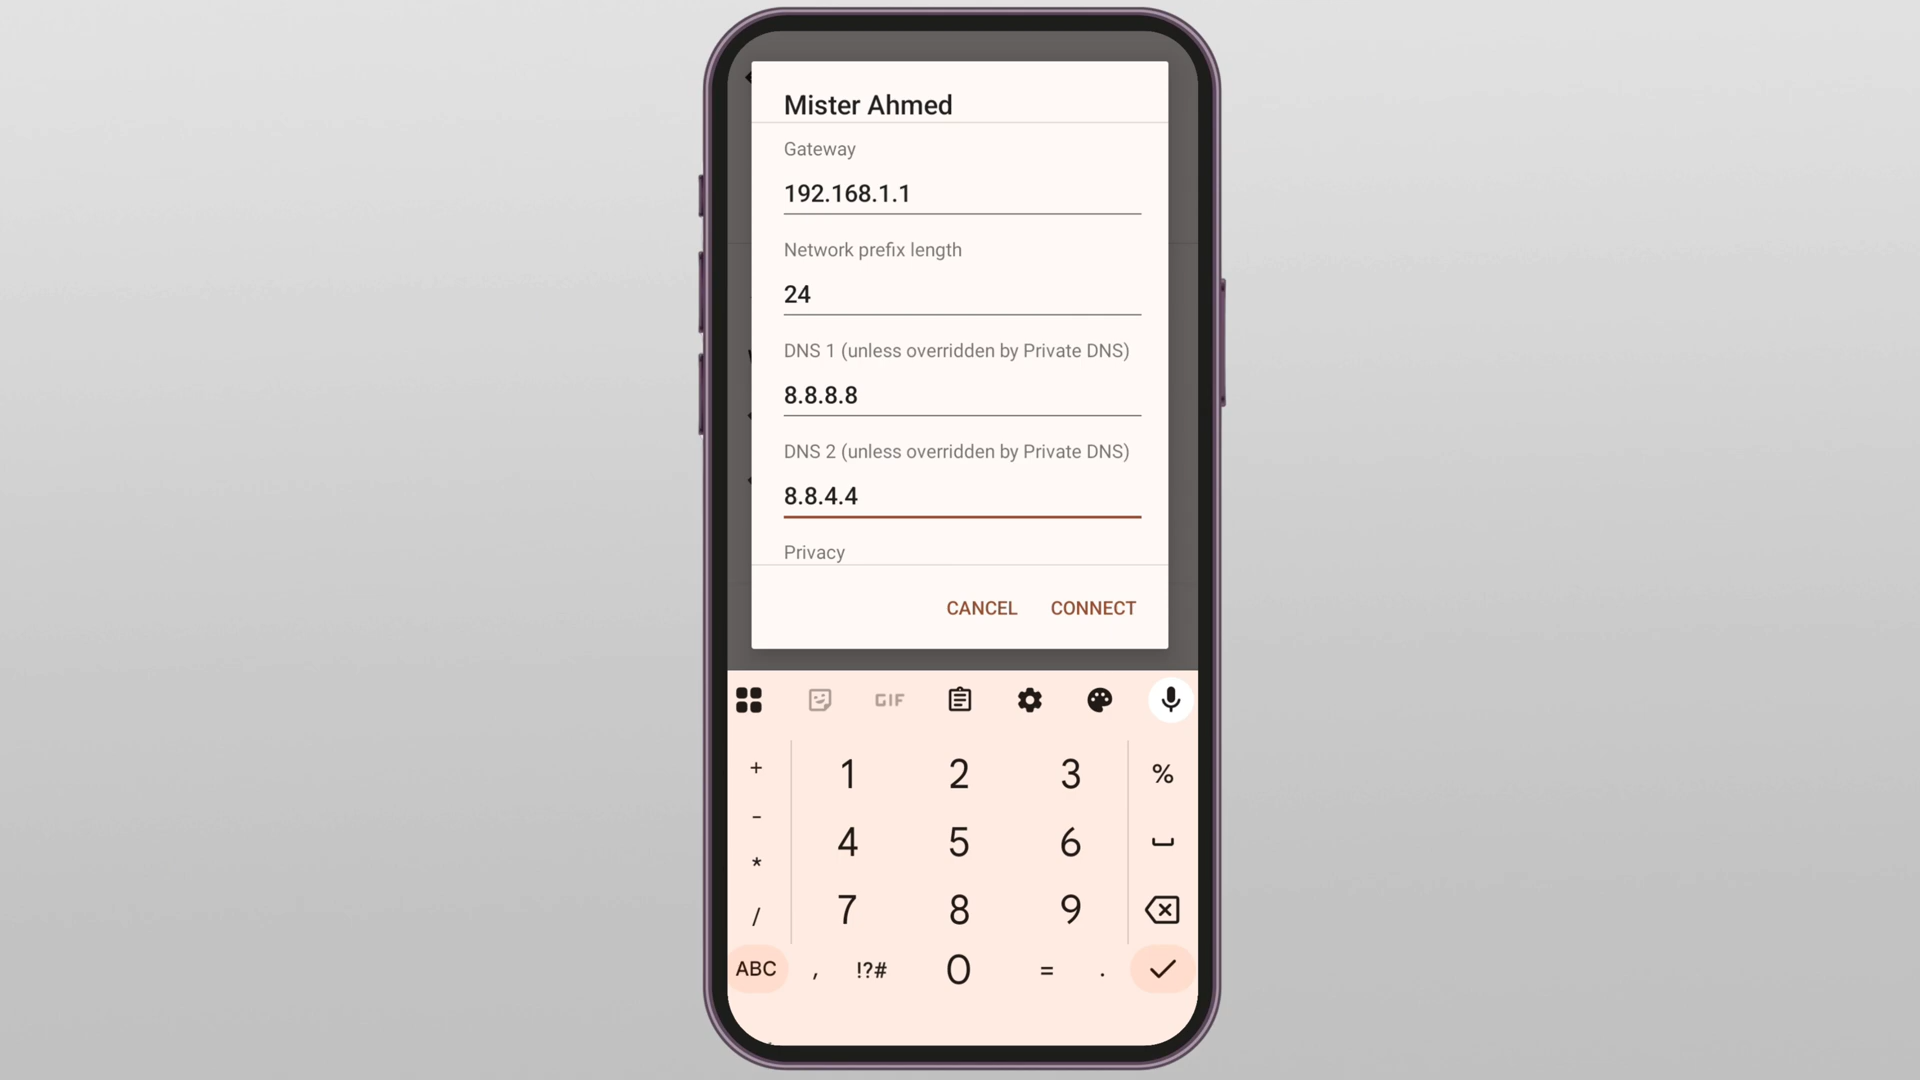 Mister Ahmed
Gateway
192.168.1.1
Network prefix length
24
DNS 1 (unless overridden by Private DNS)
8.8.8.8
DNS 2 (unless overridden by Private DNS)
8.8.4.4
Privacy
CANCEL CONNECT
GIF
+ 1 2 3 %
-
* 4 5 6
/ 7 8 9
ABC , !?# 0 = .